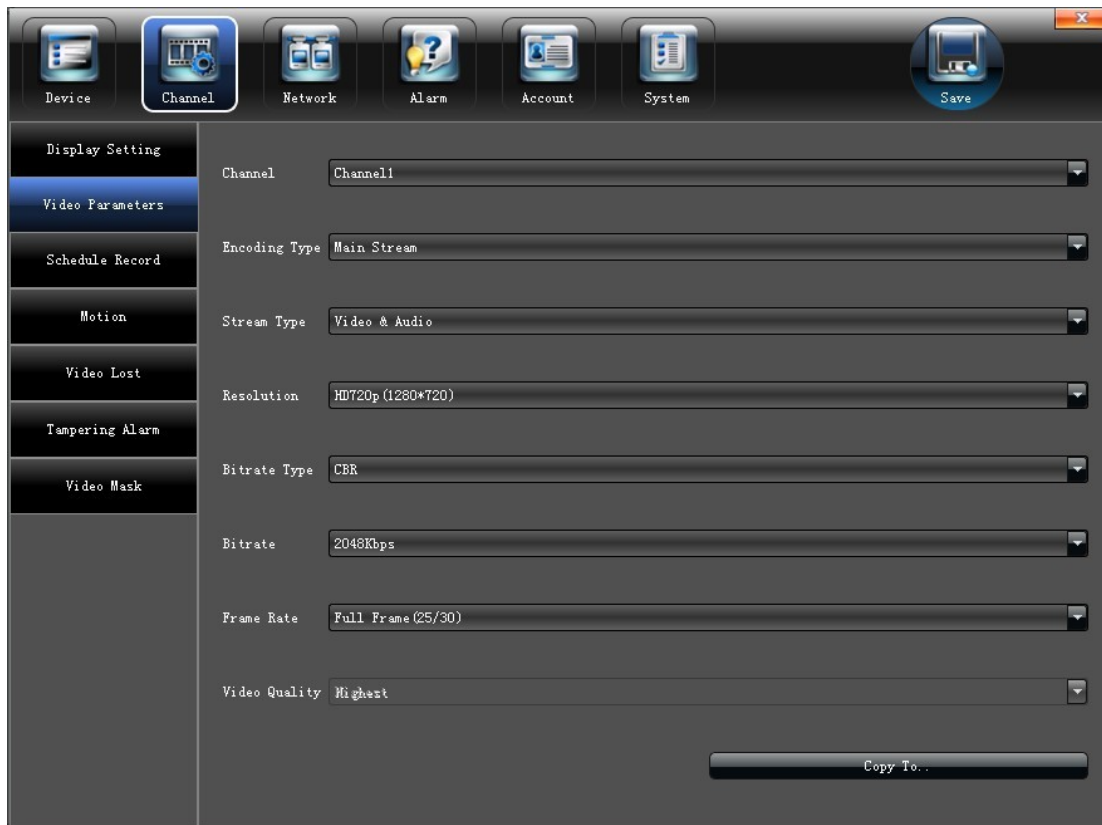 Device Channel Network Alarm Account System Save
Display Setting
Video Parameters
Schedule Record
Motion
Video Lost
Tampering Alarm
Video Mask
Channel Channel1
Encoding Type Main Stream
Stream Type Video & Audio
Resolution HD720p(1280*720)
Bitrate Type CBR
Bitrate 2048Kbps
Frame Rate Full Frame(25/30)
Video Quality Highest
Copy To..